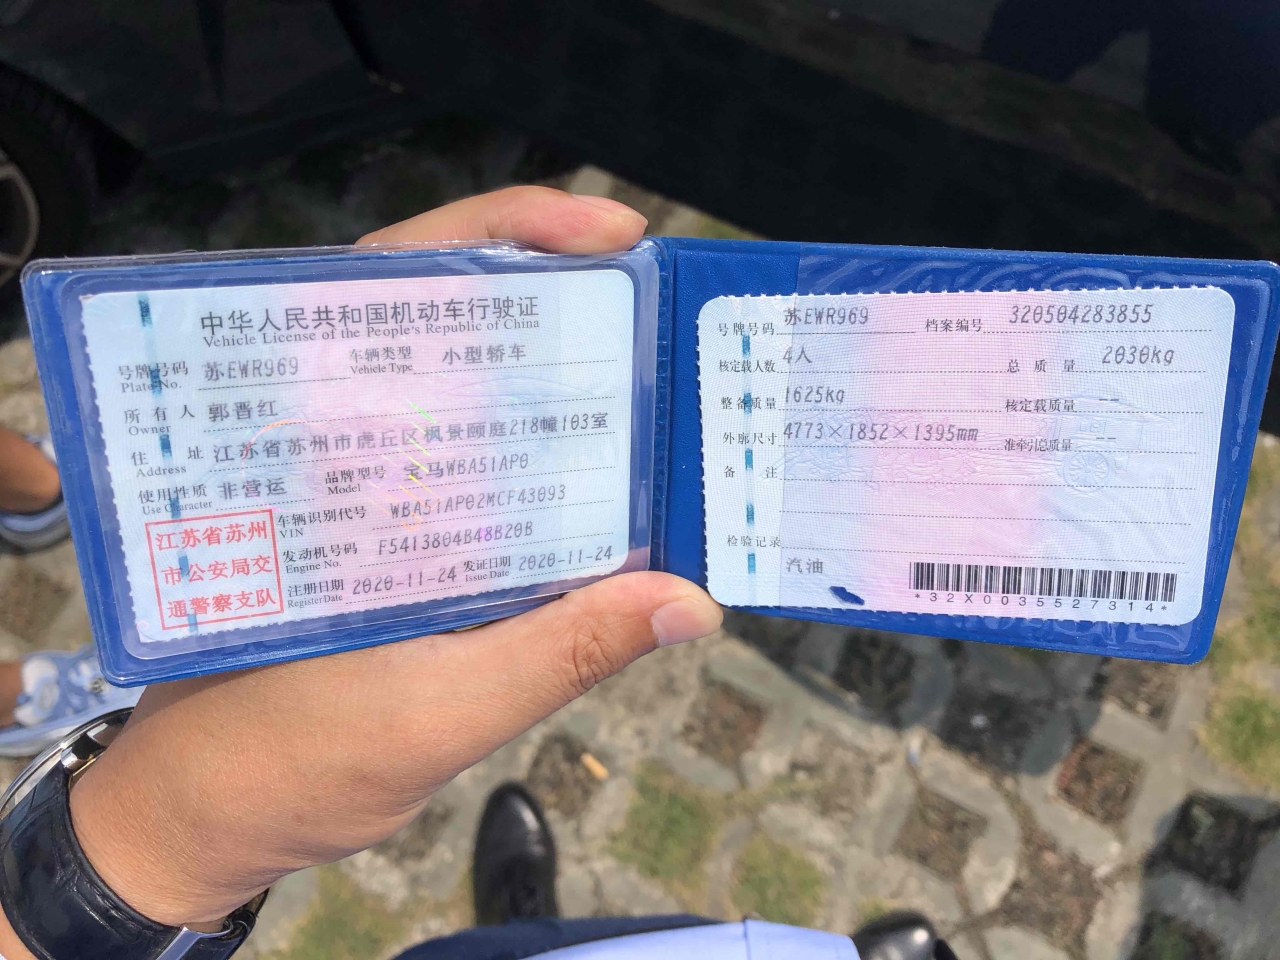 中华人民共和国机动车行驶证
Vehicle License of the People's Republic of China
号牌号码 苏EWR969 车辆类型 小型轿车
Plate No. Vehicle Type
所有人 郭晋红
Owner
住址 江苏省苏州市虎丘区枫景颐庭218幢103室
Address
使用性质 非营运 品牌型号 宝马WBA51AP0
Use Character Model
车辆识别代号 WBA51AP02MCF43093
VIN
发动机号码 F5413804B48B20B
Engine No.
注册日期 2020-11-24 发证日期 2020-11-24
Register Date Issue Date
江苏省苏州
市公安局交
通警察支队
号牌号码 苏EWR969 档案编号 320504283855
核定载人数 4人 总质量 2030kg
整备质量 1625kg 核定载质量 --
外廓尺寸 4773×1852×1395mm 准牵引总质量 --
备注
检验记录
汽油
*32X0035527314*